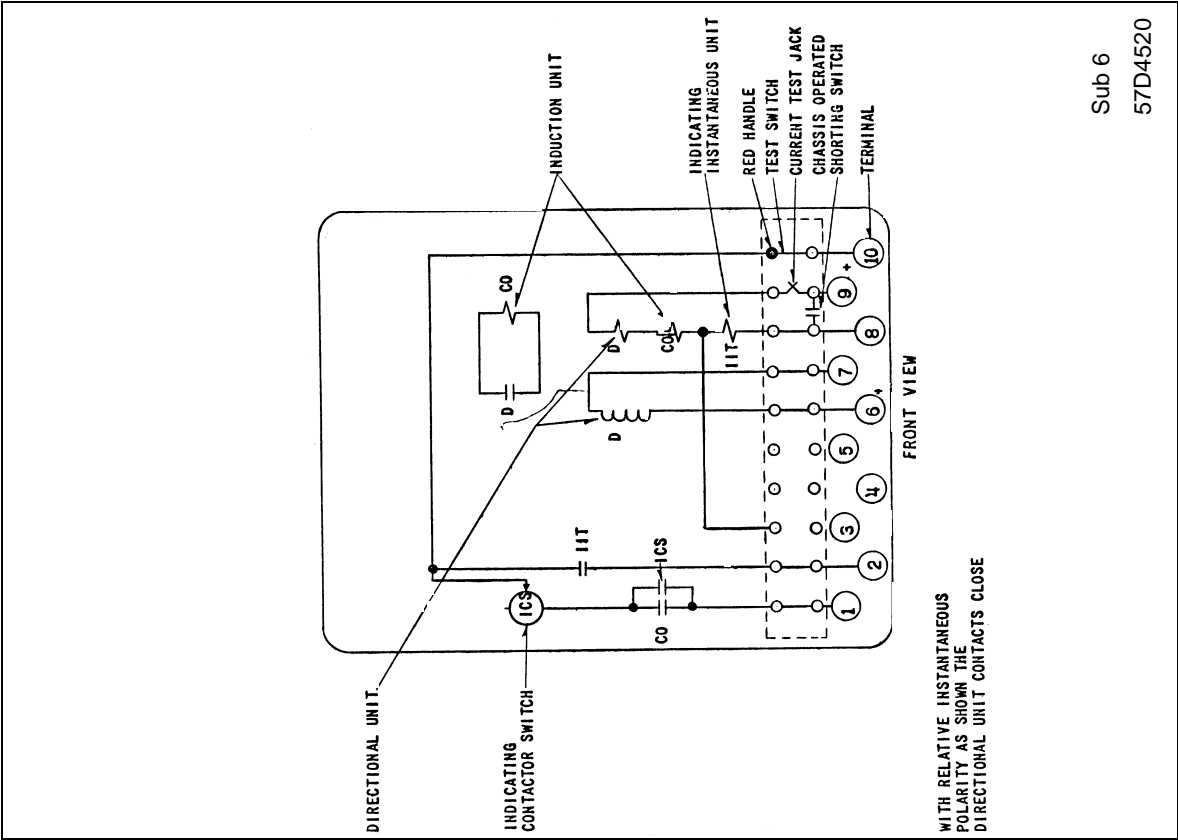 INDUCTION UNIT
INDICATING
INSTANTANEOUS UNIT
RED HANDLE
TEST SWITCH
CURRENT TEST JACK
CHASSIS OPERATED
SHORTING SWITCH
TERMINAL
CO
D
D
CO
IIT
D
IIT
ICS
ICS
CO
10
+
9
8
7
6
+
5
4
3
2
1
FRONT VIEW
DIRECTIONAL UNIT
INDICATING
CONTACTOR SWITCH
WITH RELATIVE INSTANTANEOUS
POLARITY AS SHOWN THE
DIRECTIONAL UNIT CONTACTS CLOSE
Sub 6
57D4520